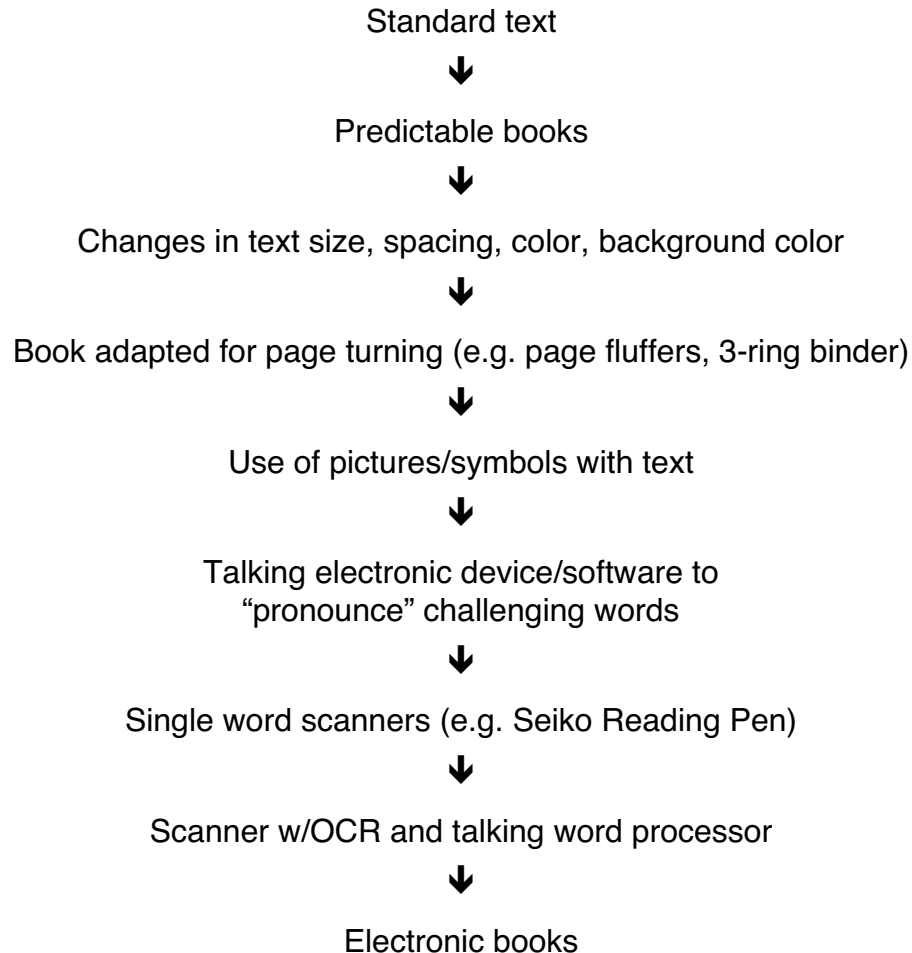 Standard text
↓
Predictable books
↓
Changes in text size, spacing, color, background color
↓
Book adapted for page turning (e.g. page fluffers, 3-ring binder)
↓
Use of pictures/symbols with text
↓
Talking electronic device/software to
“pronounce” challenging words
↓
Single word scanners (e.g. Seiko Reading Pen)
↓
Scanner w/OCR and talking word processor
↓
Electronic books